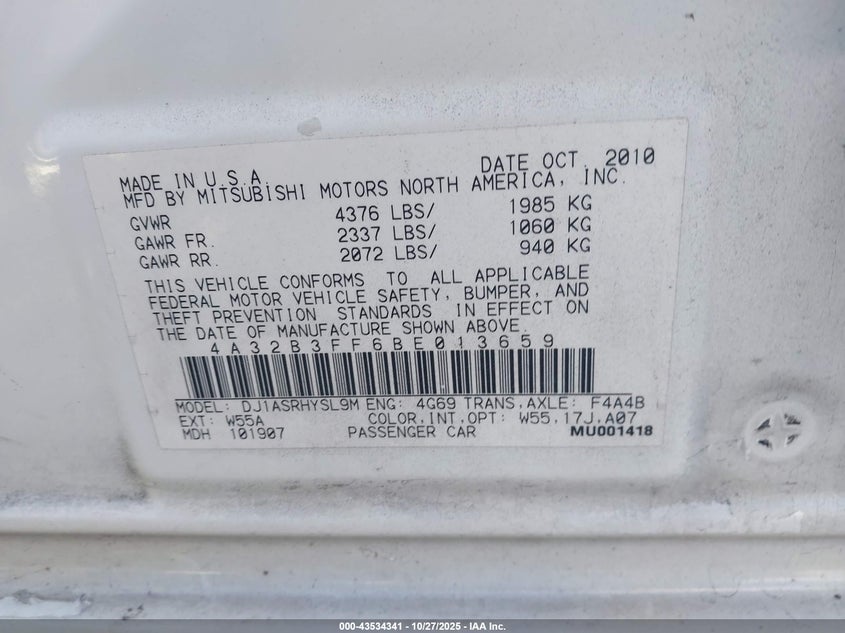 DATE OCT. 2010
MADE IN U.S.A.
MFD BY MITSUBISHI MOTORS NORTH AMERICA, INC.
GVWR 4376 LBS/ 1985 KG
GAWR FR. 2337 LBS/ 1060 KG
GAWR RR. 2072 LBS/ 940 KG
THIS VEHICLE CONFORMS TO ALL APPLICABLE
FEDERAL MOTOR VEHICLE SAFETY, BUMPER, AND
THEFT PREVENTION STANDARDS IN EFFECT ON
THE DATE OF MANUFACTURE SHOWN ABOVE.
4A32B3FF6BE013659
MODEL: DJ1ASRHYSL9M ENG: 4G69 TRANS,AXLE: F4A4B
EXT: W55A COLOR,INT,OPT: W55,17J,A07
MDH 101907 PASSENGER CAR MU001418
000-43534341 | 10/27/2025 - IAA Inc.